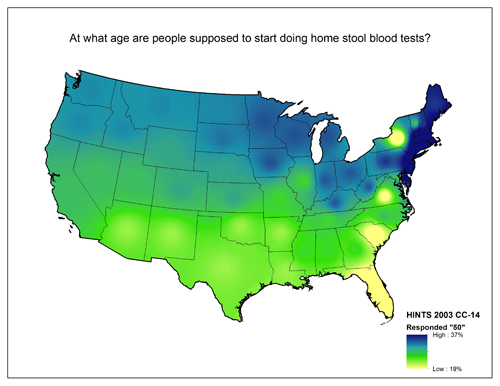 At what age are people supposed to start doing home stool blood tests?
HINTS 2003 CC-14
Responded "50"
High : 37%
Low : 19%